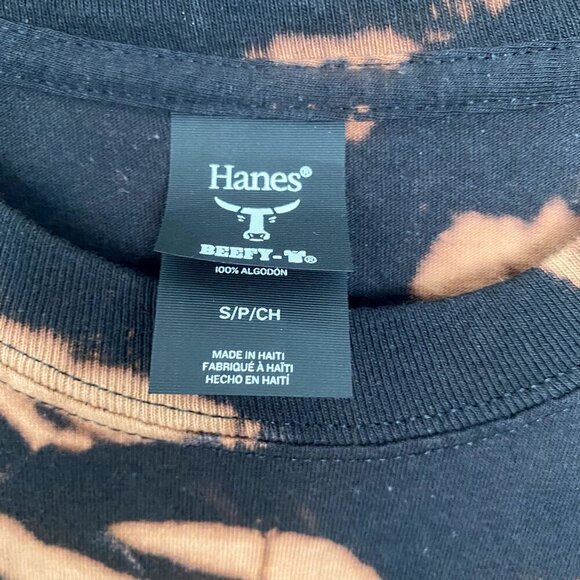 Hanes®
BEEFY-T®
100% ALGODÓN
S/P/CH
MADE IN HAITI
FABRIQUÉ À HAÏTI
HECHO EN HAITÍ